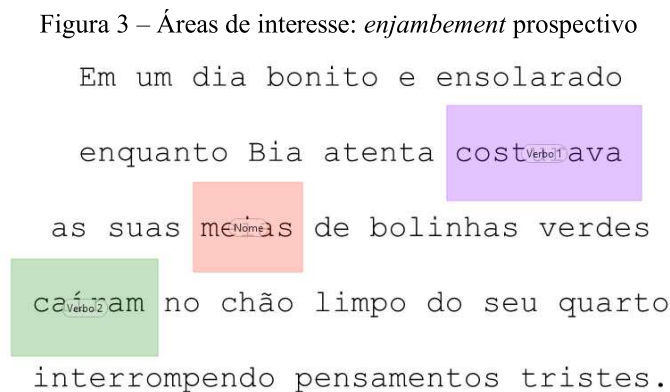 Figura 3 – Áreas de interesse: enjambement prospectivo
Em um dia bonito e ensolarado
enquanto Bia atenta costurava
Verbo 1
as suas meias de bolinhas verdes
Nome
caíram no chão limpo do seu quarto
Verbo 2
interrompendo pensamentos tristes.